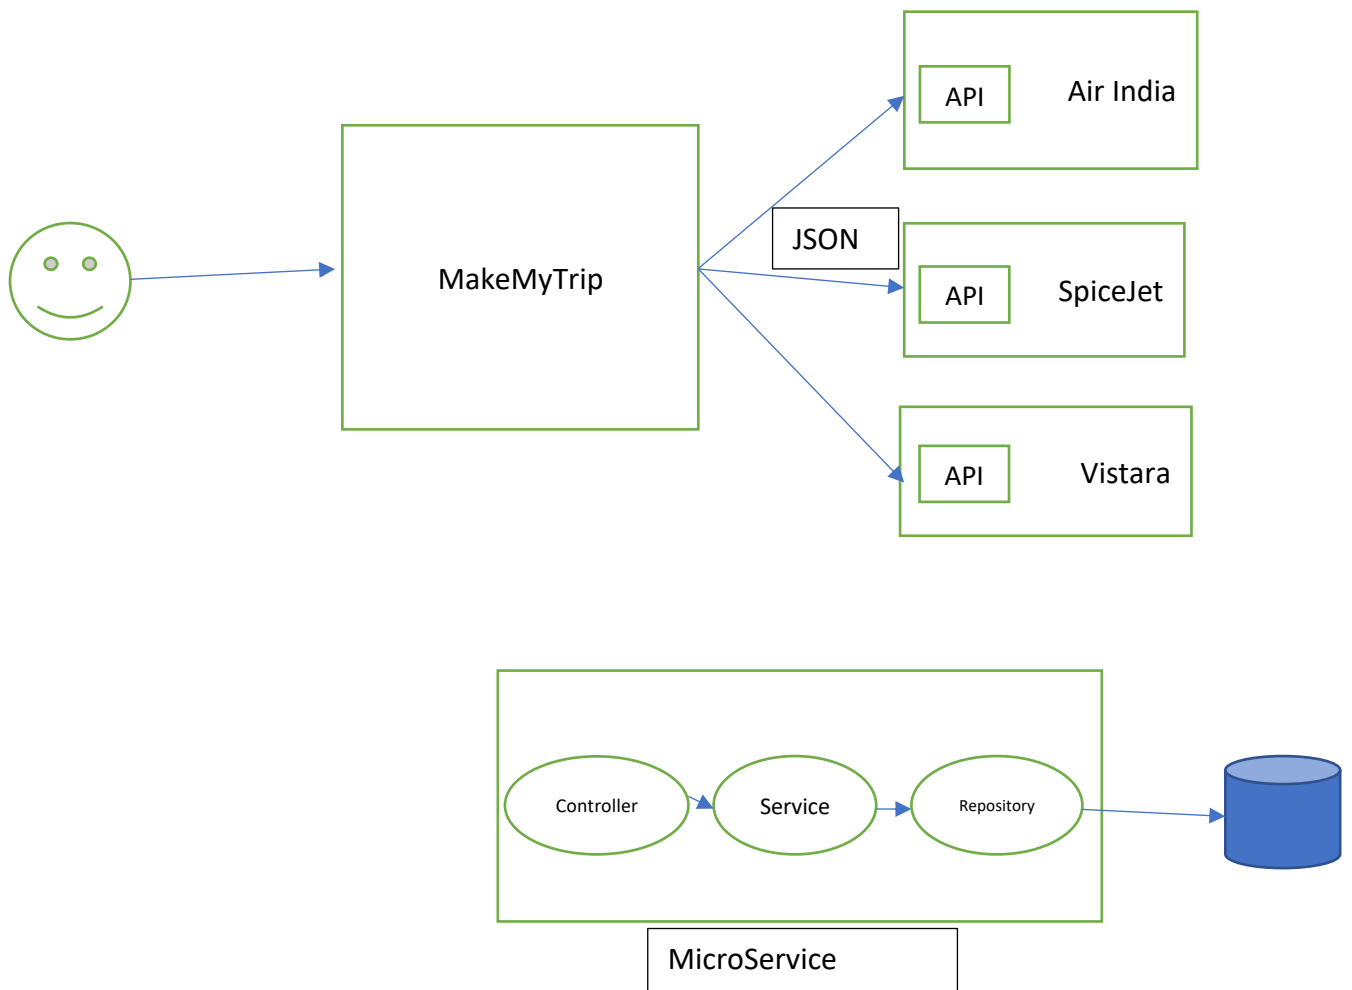 API
Air India
JSON
MakeMyTrip
API
SpiceJet
API
Vistara
Controller
Service
Repository
MicroService